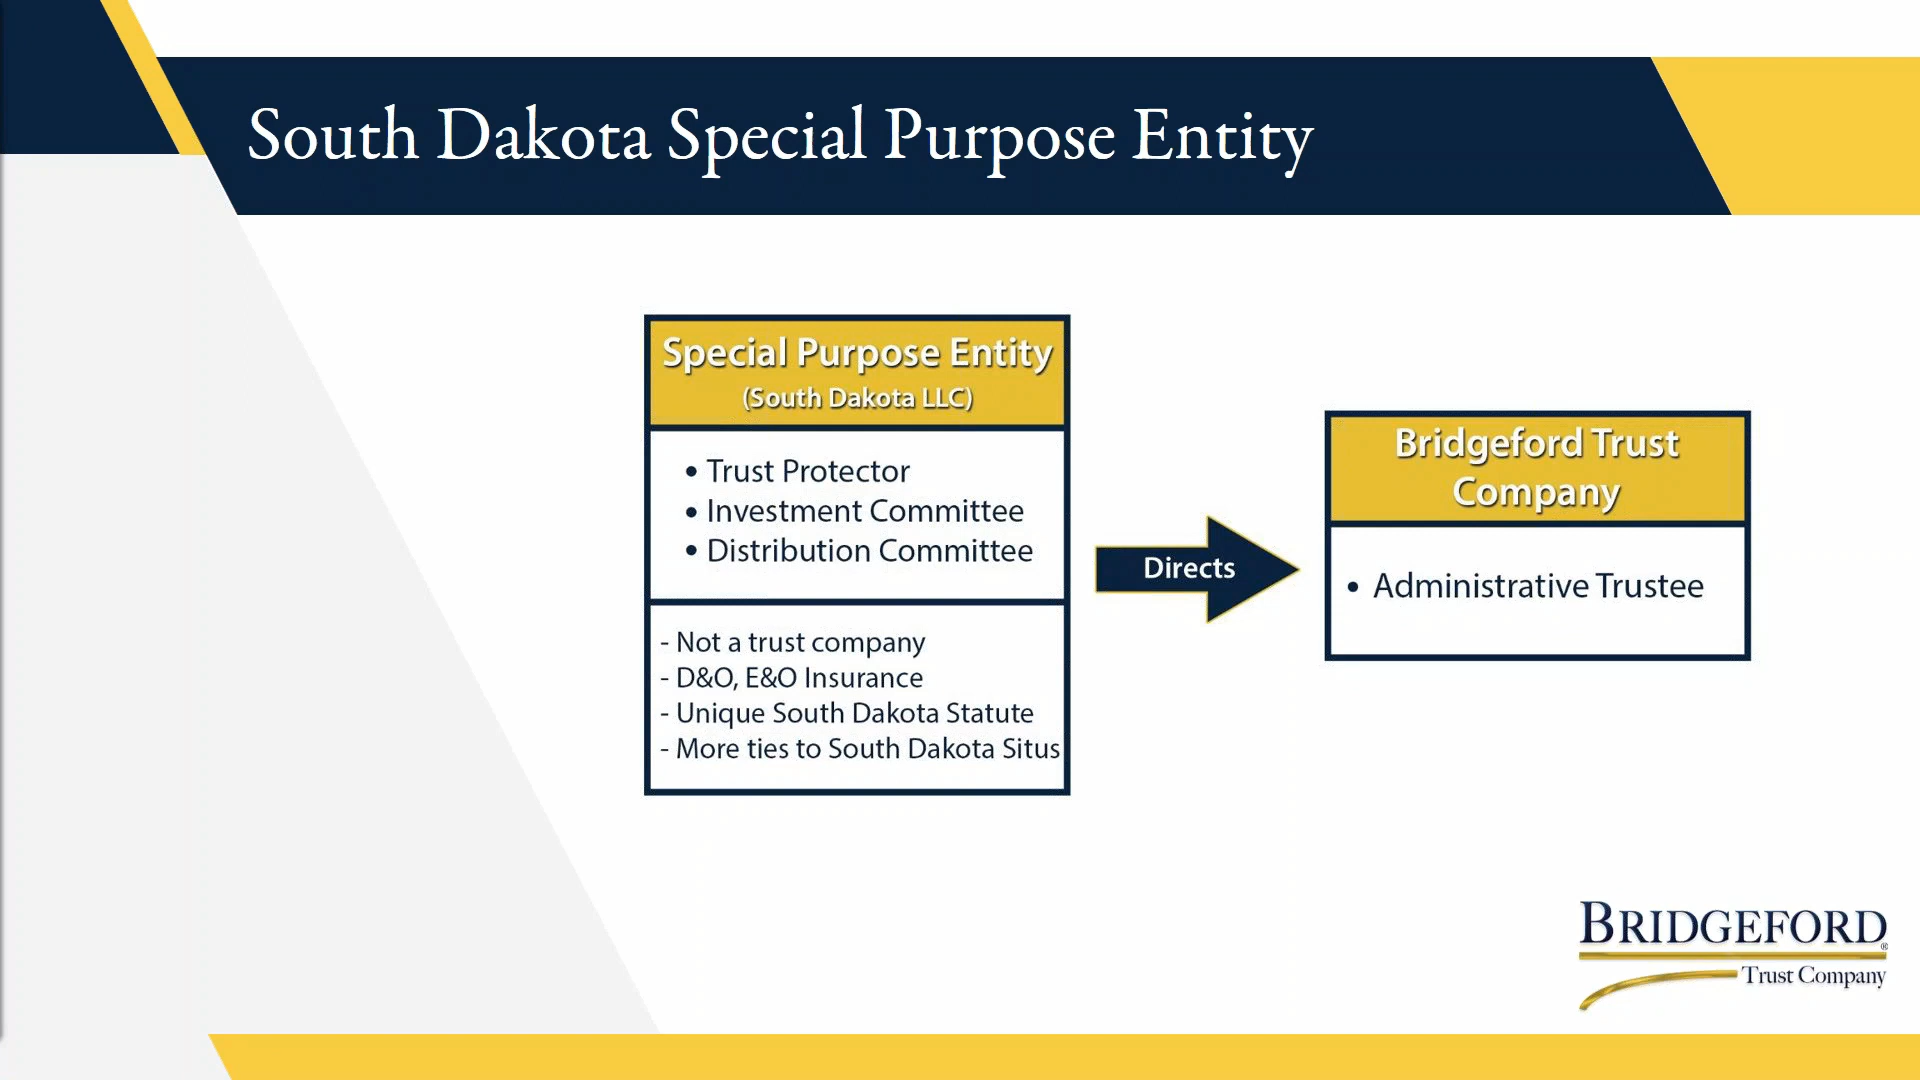 South Dakota Special Purpose Entity
Special Purpose Entity
(South Dakota LLC)
• Trust Protector
• Investment Committee
• Distribution Committee
- Not a trust company
- D&O, E&O Insurance
- Unique South Dakota Statute
- More ties to South Dakota Situs
Directs
Bridgeford Trust
Company
• Administrative Trustee
BRIDGEFORD®
Trust Company